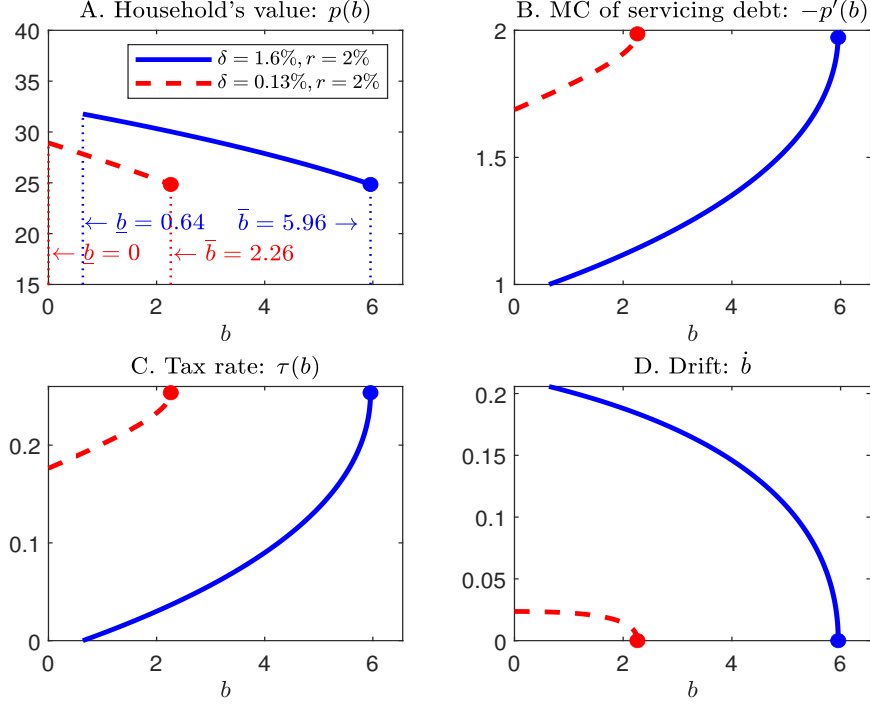 A. Household's value: p(b)
40
35
30
25
20
15
δ = 1.6%, r = 2%
δ = 0.13%, r = 2%
← b̲ = 0.64
b̅ = 5.96 →
← b̲ = 0
← b̅ = 2.26
0
2
4
6
b
B. MC of servicing debt: −p′(b)
2
1.5
1
0
2
4
6
b
C. Tax rate: τ(b)
0.2
0.1
0
0
2
4
6
b
D. Drift: ḃ
0.2
0.15
0.1
0.05
0
0
2
4
6
b